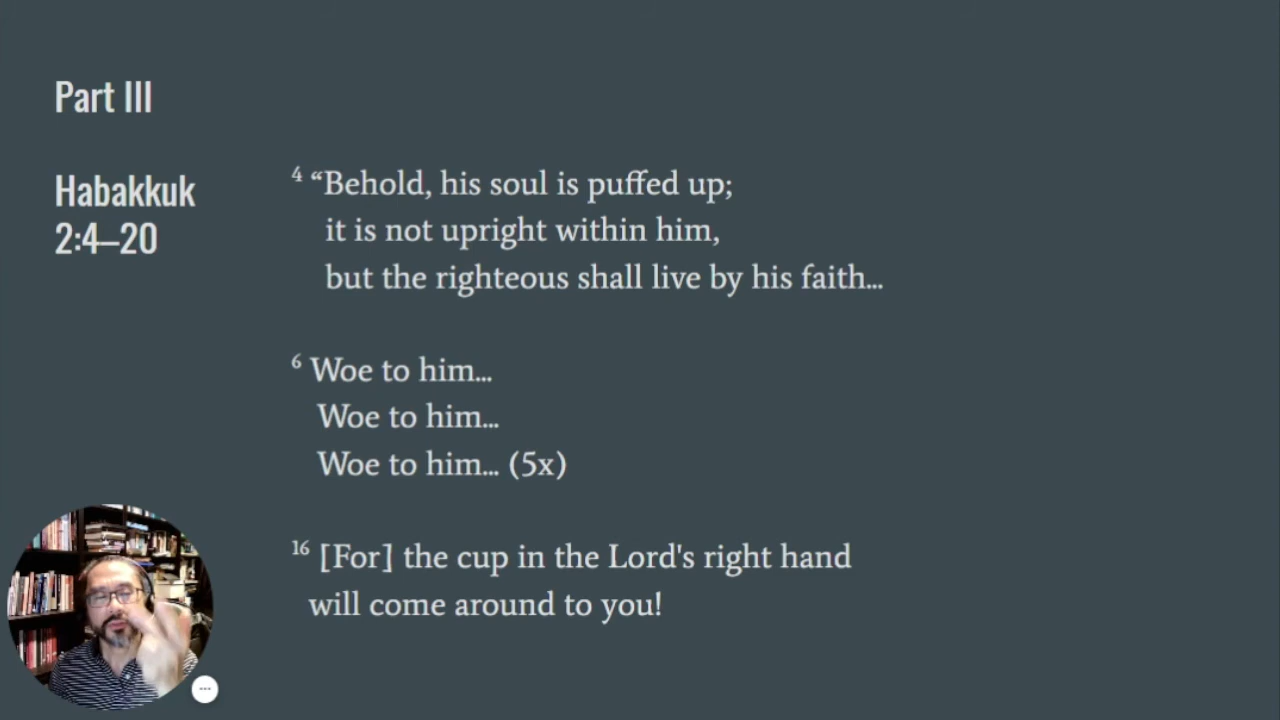 Part III
Habakkuk
2:4–20
⁴ “Behold, his soul is puffed up;
it is not upright within him,
but the righteous shall live by his faith...
⁶ Woe to him...
Woe to him...
Woe to him... (5x)
¹⁶ [For] the cup in the Lord's right hand
will come around to you!